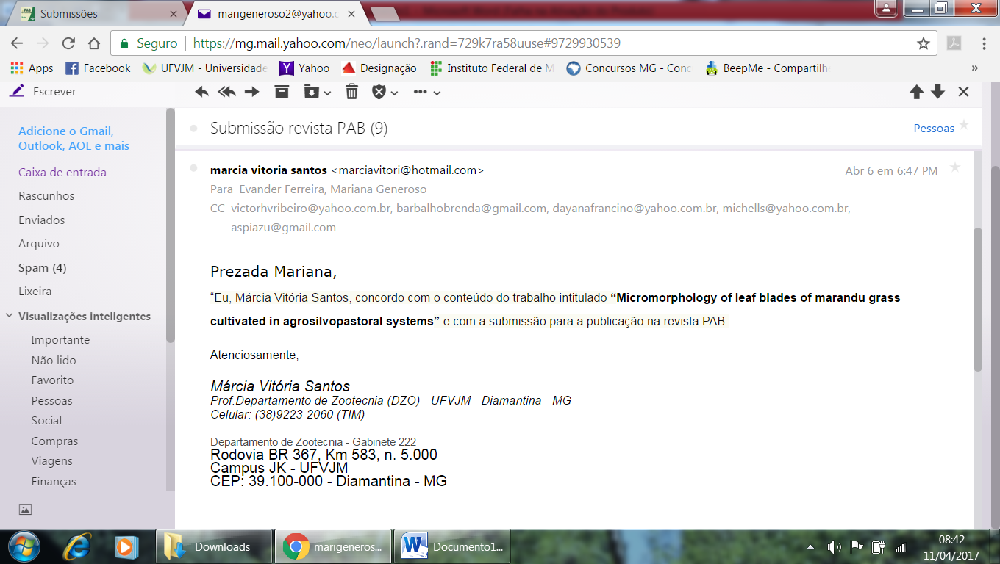 Submissões
marigeneroso2@yahoo.c
Seguro
https://mg.mail.yahoo.com/neo/launch?.rand=729k7ra58uuse#9729930539
Apps
Facebook
UFVJM - Universidade
Yahoo
Designação
Instituto Federal de M
Concursos MG - Conc
BeepMe - Compartilh
»
Escrever
Adicione o Gmail,
Outlook, AOL e mais
Caixa de entrada
Rascunhos
Enviados
Arquivo
Spam (4)
Lixeira
Visualizações inteligentes
Importante
Não lido
Favorito
Pessoas
Social
Compras
Viagens
Finanças
Submissão revista PAB (9)
Pessoas
marcia vitoria santos <marciavitori@hotmail.com>
Abr 6 em 6:47 PM
Para Evander Ferreira, Mariana Generoso
CC victorhvribeiro@yahoo.com.br, barbalhobrenda@gmail.com, dayanafrancino@yahoo.com.br, michells@yahoo.com.br,
aspiazu@gmail.com
Prezada Mariana,
“Eu, Márcia Vitória Santos, concordo com o conteúdo do trabalho intitulado “Micromorphology of leaf blades of marandu grass
cultivated in agrosilvopastoral systems” e com a submissão para a publicação na revista PAB.
Atenciosamente,
Márcia Vitória Santos
Prof.Departamento de Zootecnia (DZO) - UFVJM - Diamantina - MG
Celular: (38)9223-2060 (TIM)
Departamento de Zootecnia - Gabinete 222
Rodovia BR 367, Km 583, n. 5.000
Campus JK - UFVJM
CEP: 39.100-000 - Diamantina - MG
Downloads
marigeneros...
Documento1...
08:42
11/04/2017